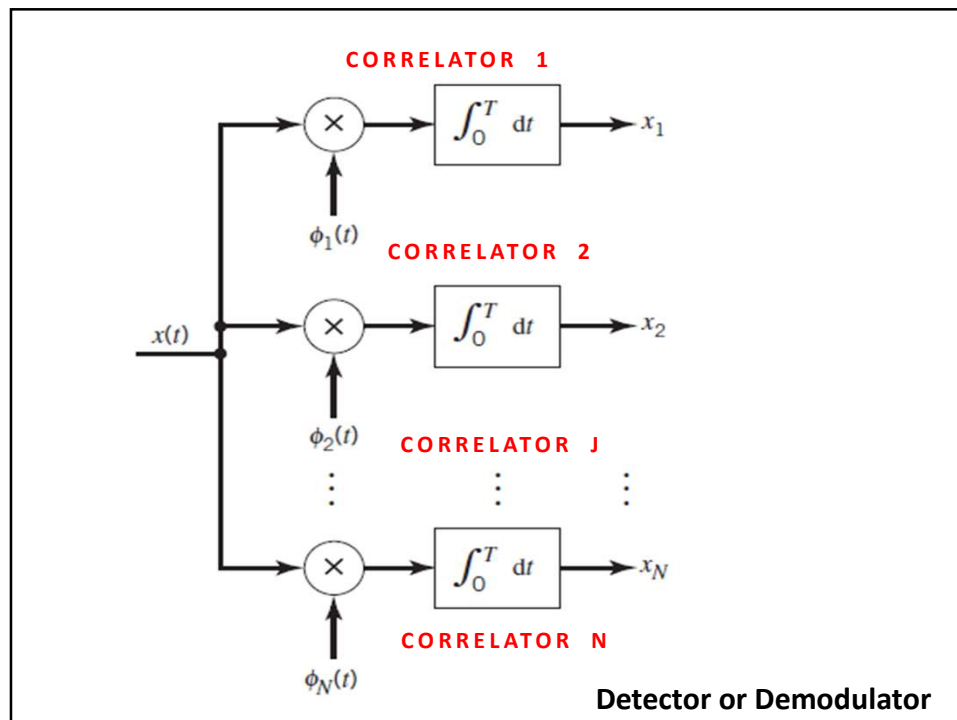 CORRELATOR 1
× ∫₀ᵀ dt x₁
ϕ₁(t)
CORRELATOR 2
x(t) × ∫₀ᵀ dt x₂
ϕ₂(t)
CORRELATOR J
⋮ ⋮ ⋮
× ∫₀ᵀ dt x_N
CORRELATOR N
ϕ_N(t)
Detector or Demodulator